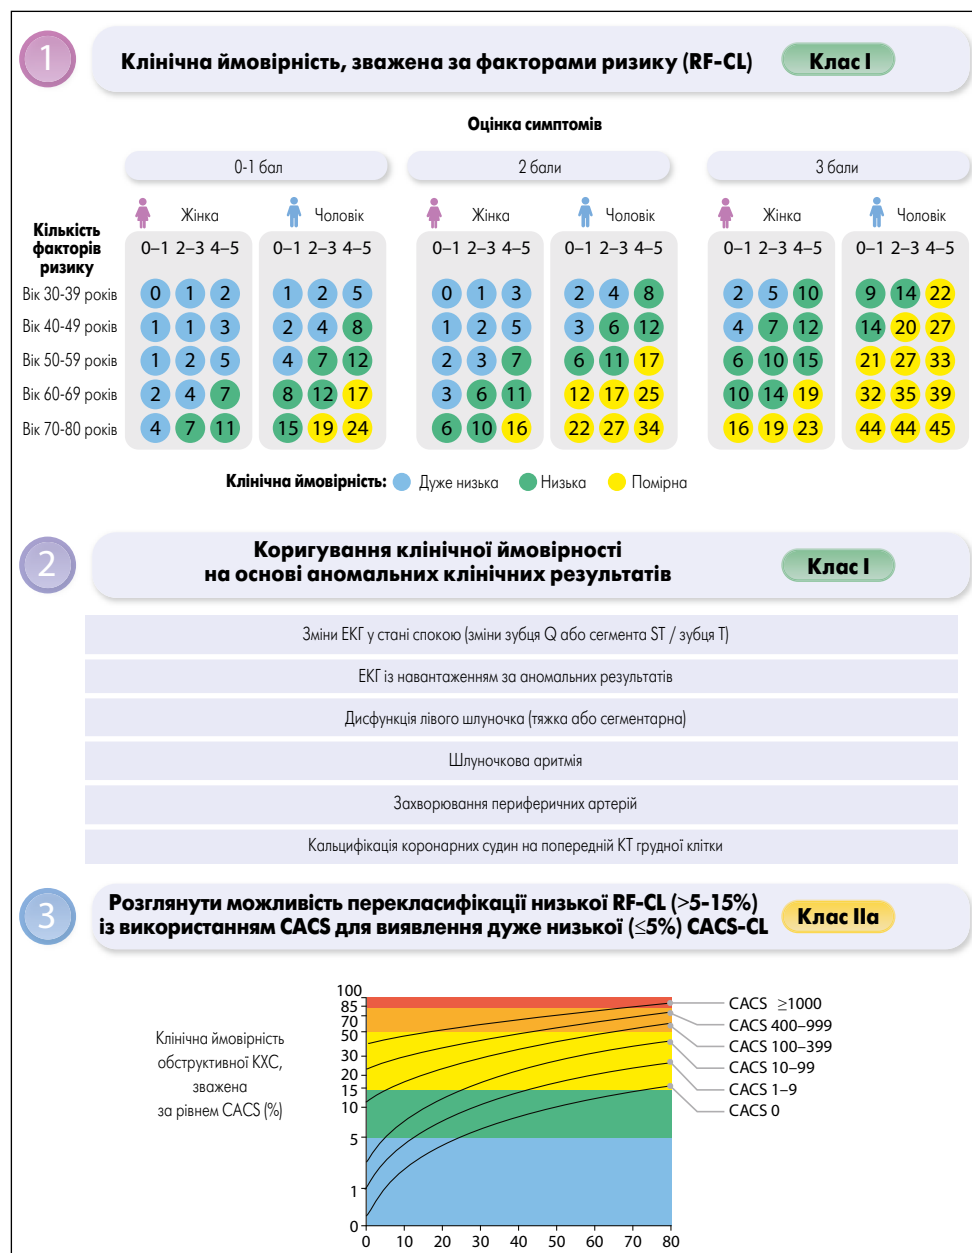 1
Клінічна ймовірність, зважена за факторами ризику (RF-CL)
Клас I
Оцінка симптомів
0-1 бал
2 бали
3 бали
Жінка
Чоловік
Жінка
Чоловік
Жінка
Чоловік
Кількість
факторів
ризику
0–1 2–3 4–5 0–1 2–3 4–5 0–1 2–3 4–5 0–1 2–3 4–5 0–1 2–3 4–5 0–1 2–3 4–5
Вік 30-39 років 0 1 2 1 2 5 0 1 3 2 4 8 2 5 10 9 14 22
Вік 40-49 років 1 1 3 2 4 8 1 2 5 3 6 12 4 7 12 14 20 27
Вік 50-59 років 1 2 5 4 7 12 2 3 7 6 11 17 6 10 15 21 27 33
Вік 60-69 років 2 4 7 8 12 17 3 6 11 12 17 25 10 14 19 32 35 39
Вік 70-80 років 4 7 11 15 19 24 6 10 16 22 27 34 16 19 23 44 44 45
Клінічна ймовірність: Дуже низька Низька Помірна
2
Коригування клінічної ймовірності
на основі аномальних клінічних результатів
Клас I
Зміни ЕКГ у стані спокою (зміни зубця Q або сегмента ST / зубця T)
ЕКГ із навантаженням за аномальних результатів
Дисфункція лівого шлуночка (тяжка або сегментарна)
Шлуночкова аритмія
Захворювання периферичних артерій
Кальцифікація коронарних судин на попередній КТ грудної клітки
3
Розглянути можливість перекласифікації низької RF-CL (>5-15%)
із використанням CACS для виявлення дуже низької (≤5%) CACS-CL
Клас IIa
Клінічна ймовірність
обструктивної КХС,
зважена
за рівнем CACS (%)
100
85
70
50
30
20
15
10
5
1
0
0 10 20 30 40 50 60 70 80
CACS ≥1000
CACS 400–999
CACS 100–399
CACS 10–99
CACS 1–9
CACS 0